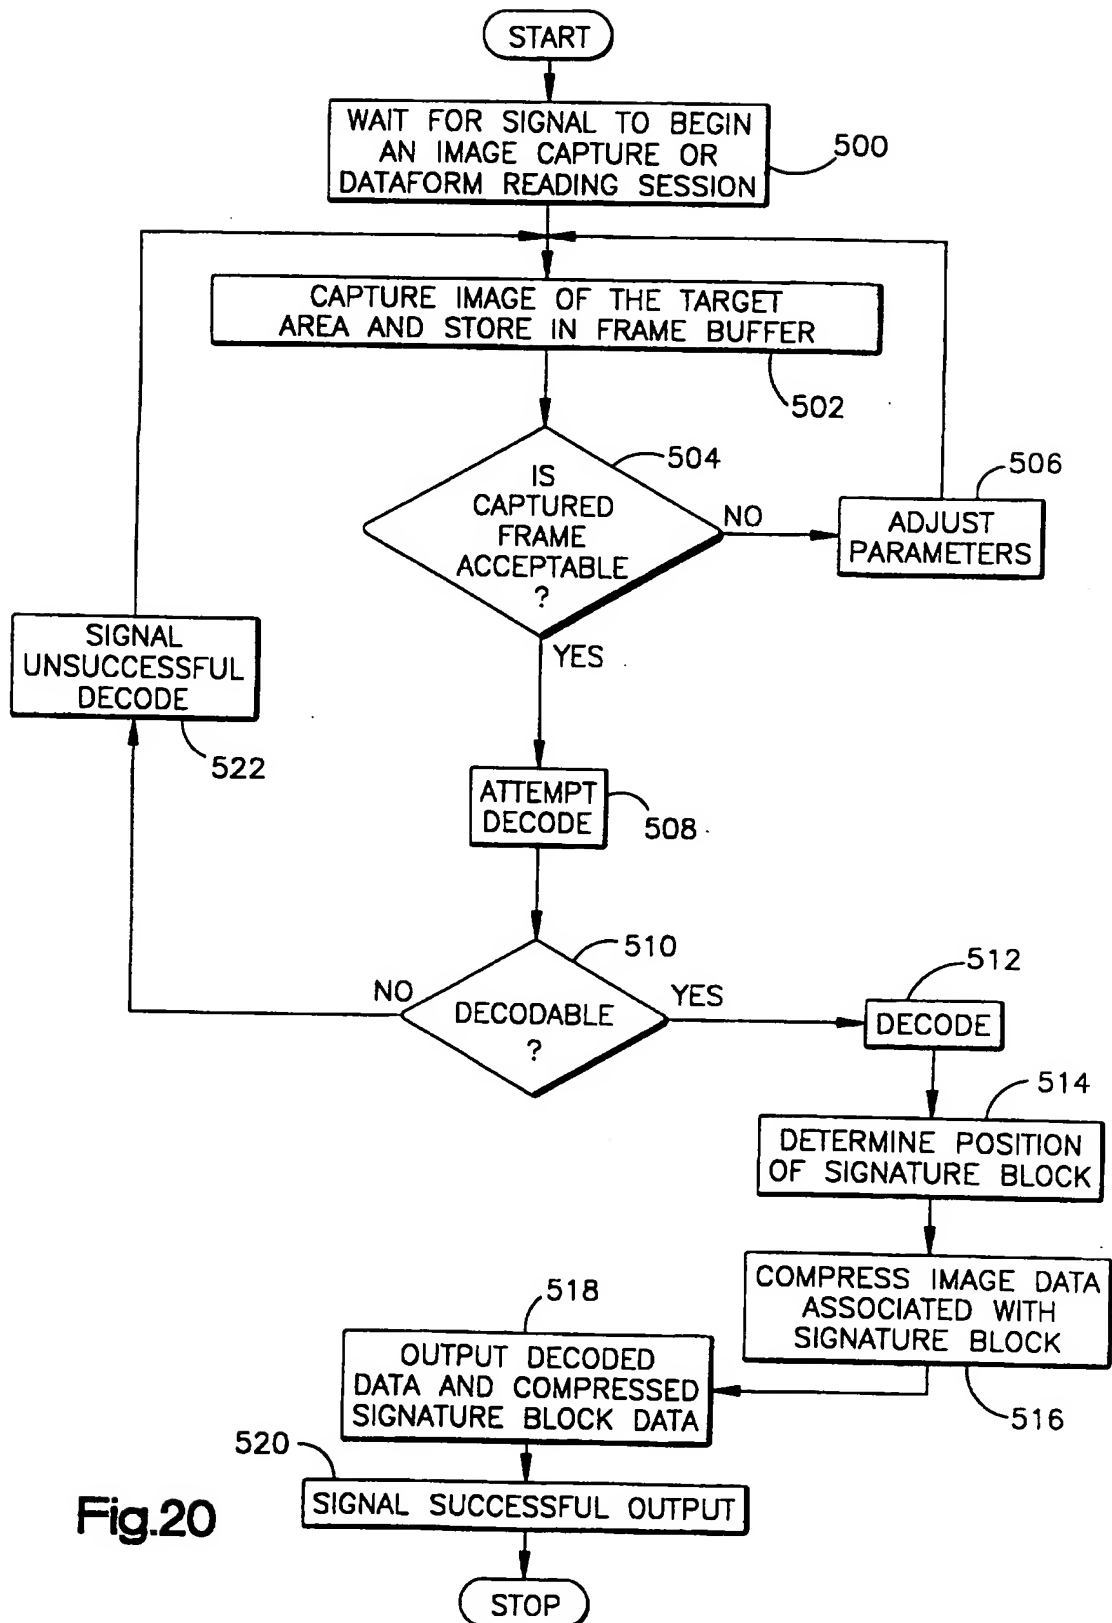 START
WAIT FOR SIGNAL TO BEGIN
AN IMAGE CAPTURE OR
DATAFORM READING SESSION
500
CAPTURE IMAGE OF THE TARGET
AREA AND STORE IN FRAME BUFFER
502
504
IS
CAPTURED
FRAME
ACCEPTABLE
?
NO
506
ADJUST
PARAMETERS
YES
SIGNAL
UNSUCCESSFUL
DECODE
522
ATTEMPT
DECODE
508
510
DECODABLE
?
NO
YES
512
DECODE
514
DETERMINE POSITION
OF SIGNATURE BLOCK
COMPRESS IMAGE DATA
ASSOCIATED WITH
SIGNATURE BLOCK
516
518
OUTPUT DECODED
DATA AND COMPRESSED
SIGNATURE BLOCK DATA
520
SIGNAL SUCCESSFUL OUTPUT
STOP
Fig.20